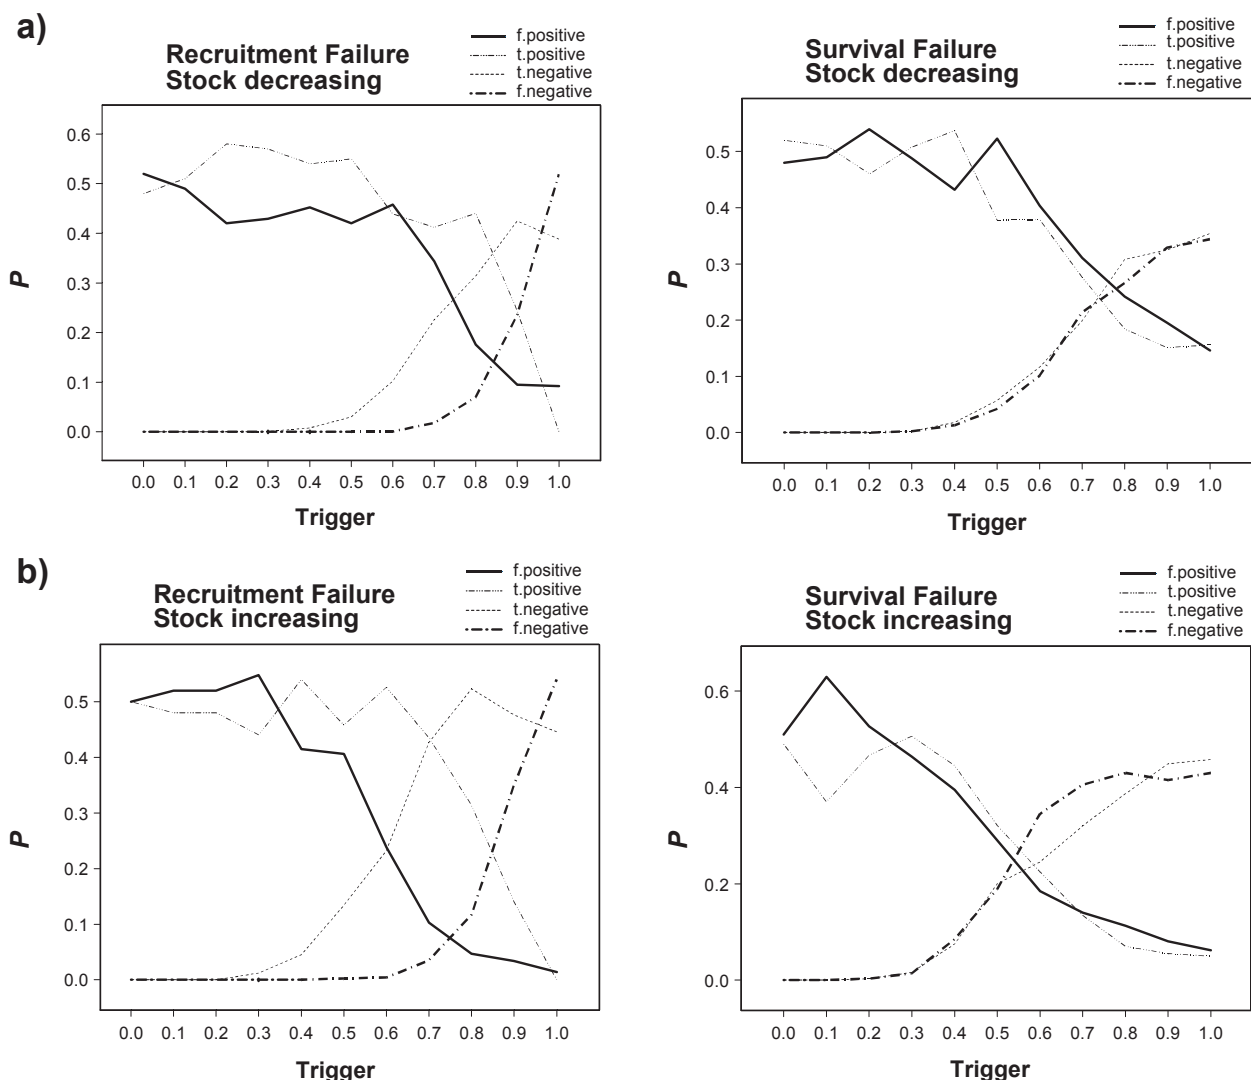 a)
Recruitment Failure
Stock decreasing
f.positive
t.positive
t.negative
f.negative
0.6
0.5
0.4
0.3
0.2
0.1
0.0
P
0.0 0.1 0.2 0.3 0.4 0.5 0.6 0.7 0.8 0.9 1.0
Trigger
Survival Failure
Stock decreasing
f.positive
t.positive
t.negative
f.negative
0.5
0.4
0.3
0.2
0.1
0.0
P
0.0 0.1 0.2 0.3 0.4 0.5 0.6 0.7 0.8 0.9 1.0
Trigger
b)
Recruitment Failure
Stock increasing
f.positive
t.positive
t.negative
f.negative
0.5
0.4
0.3
0.2
0.1
0.0
P
0.0 0.1 0.2 0.3 0.4 0.5 0.6 0.7 0.8 0.9 1.0
Trigger
Survival Failure
Stock increasing
f.positive
t.positive
t.negative
f.negative
0.6
0.4
0.2
0.0
P
0.0 0.1 0.2 0.3 0.4 0.5 0.6 0.7 0.8 0.9 1.0
Trigger